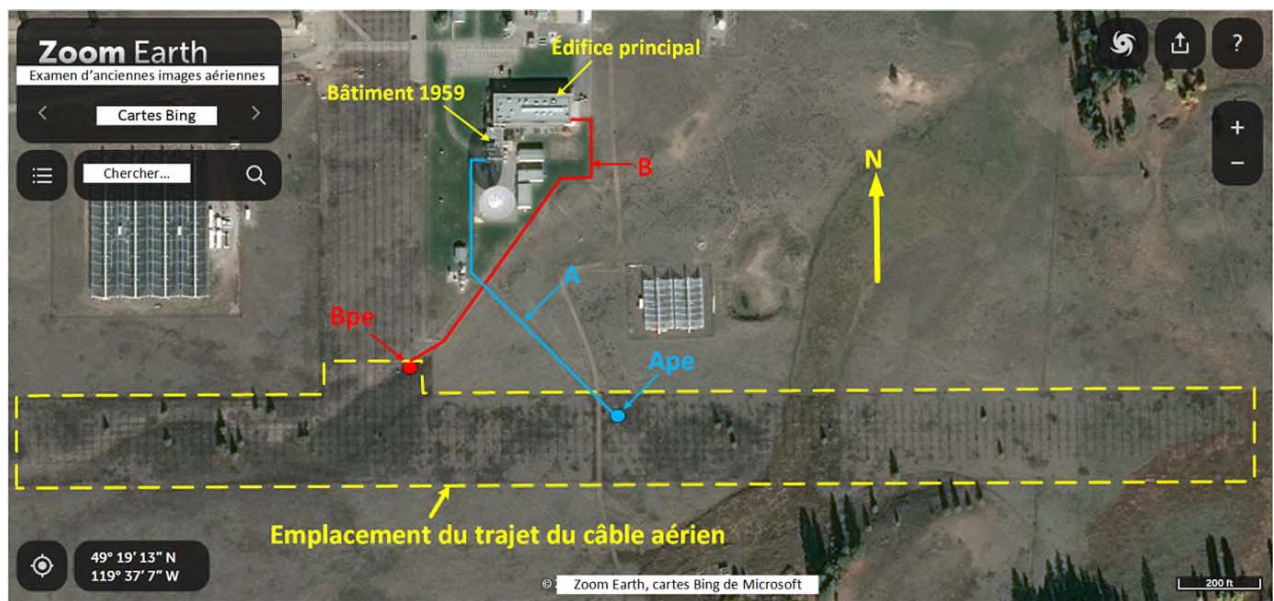 Zoom Earth
Examen d'anciennes images aériennes
Cartes Bing
Chercher...
Édifice principal
Bâtiment 1959
?
+
−
B
N
A
Bpe
Ape
Emplacement du trajet du câble aérien
49° 19′ 13″ N
119° 37′ 7″ W
© Zoom Earth, cartes Bing de Microsoft
200 ft